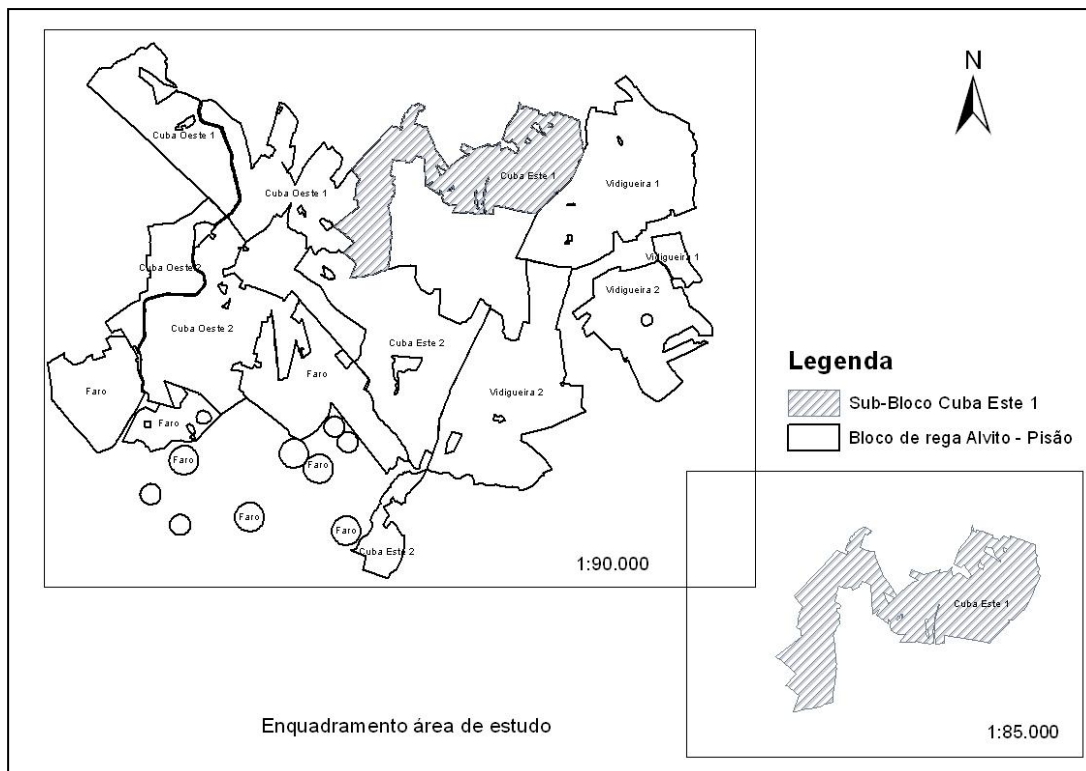 N
Cuba Oeste 1
Cuba Oeste 1
Cuba Este 1
Vidigueira 1
Vidigueira 1
Cuba Oeste 2
Vidigueira 2
Cuba Oeste 2
Cuba Este 2
Faro
Faro
Vidigueira 2
Faro
Faro
Faro
Faro
Faro
Cuba Este 2
1:90.000
Legenda
Sub-Bloco Cuba Este 1
Bloco de rega Alvito - Pisão
Cuba Este 1
1:85.000
Enquadramento área de estudo